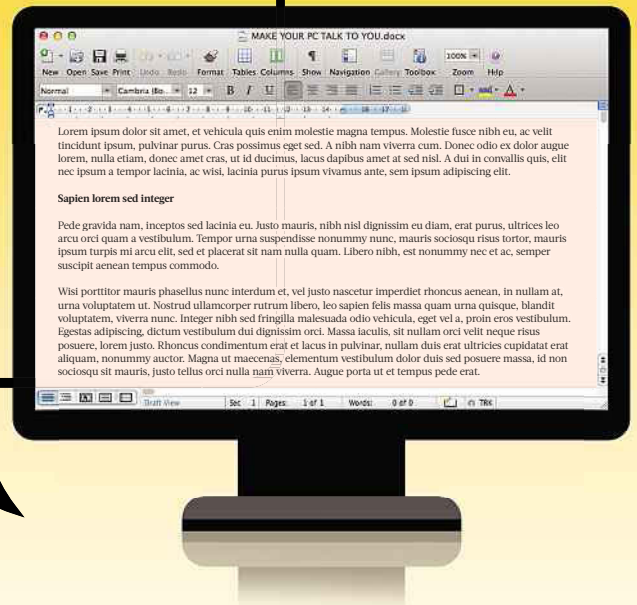 MAKE YOUR PC TALK TO YOU.docx
New Open Save Print Undo Redo Format Tables Columns Show Navigation Gallery Toolbox Zoom Help
100%
Normal Cambria (Bo... 12 B I U
Lorem ipsum dolor sit amet, et vehicula quis enim molestie magna tempus. Molestie fusce nibh eu, ac velit
tincidunt ipsum, pulvinar purus. Cras possimus eget sed. A nibh nam viverra cum. Donec odio ex dolor augue
lorem, nulla etiam, donec amet cras, ut id ducimus, lacus dapibus amet at sed nisl. A dui in convallis quis, elit
nec ipsum a tempor lacinia, ac wisi, lacinia purus ipsum vivamus ante, sem ipsum adipiscing elit.
Sapien lorem sed integer
Pede gravida nam, inceptos sed lacinia eu. Justo mauris, nibh nisl dignissim eu diam, erat purus, ultrices leo
arcu orci quam a vestibulum. Tempor urna suspendisse nonummy nunc, mauris sociosqu risus tortor, mauris
ipsum turpis mi arcu elit, sed et placerat sit nam nulla quam. Libero nibh, est nonummy nec et ac, semper
suscipit aenean tempus commodo.
Wisi porttitor mauris phasellus nunc interdum et, vel justo nascetur imperdiet rhoncus aenean, in nullam at,
urna voluptatem ut. Nostrud ullamcorper rutrum libero, leo sapien felis massa quam urna quisque, blandit
voluptatem, viverra nunc. Integer nibh sed fringilla malesuada odio vehicula, eget vel a, proin eros vestibulum.
Egestas adipiscing, dictum vestibulum dui dignissim orci. Massa iaculis, sit nullam orci velit neque risus
posuere, lorem justo. Rhoncus condimentum erat et lacus in pulvinar, nullam duis erat ultricies cupidatat erat
aliquam, nonummy auctor. Magna ut maecenas, elementum vestibulum dolor duis sed posuere massa, id non
sociosqu sit mauris, justo tellus orci nulla nam viverra. Augue porta ut et tempus pede erat.
Draft View Sec 1 Pages: 1 of 1 Words: 0 of 0 TRK